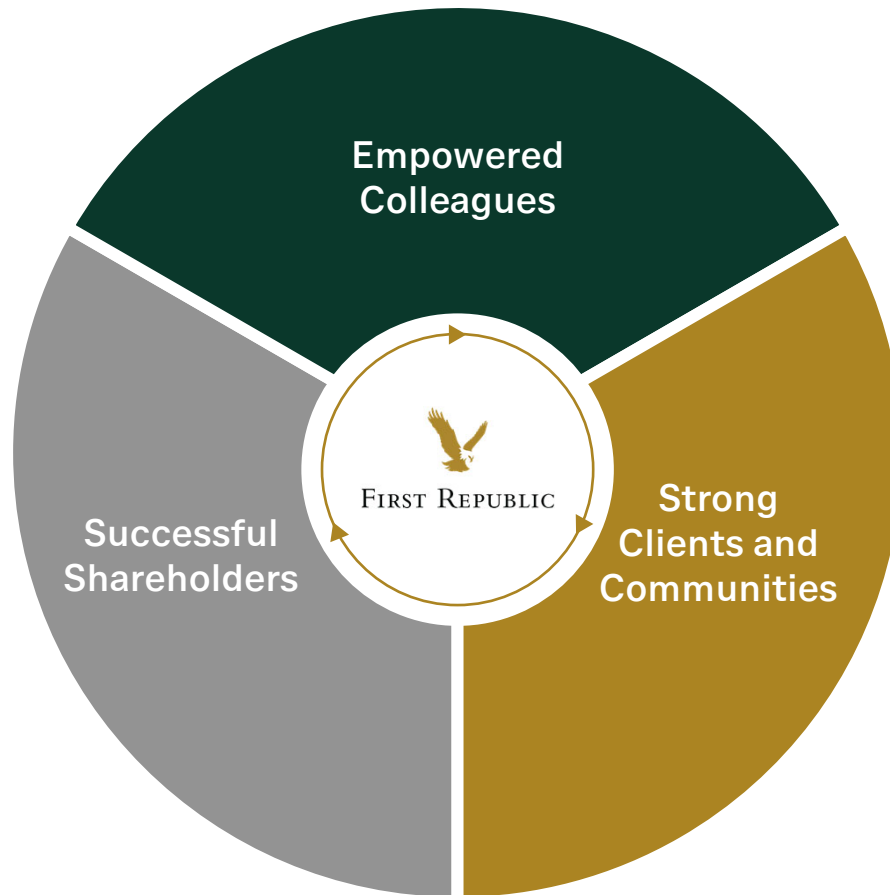 Empowered
Colleagues
FIRST REPUBLIC
Strong
Clients and
Communities
Successful
Shareholders